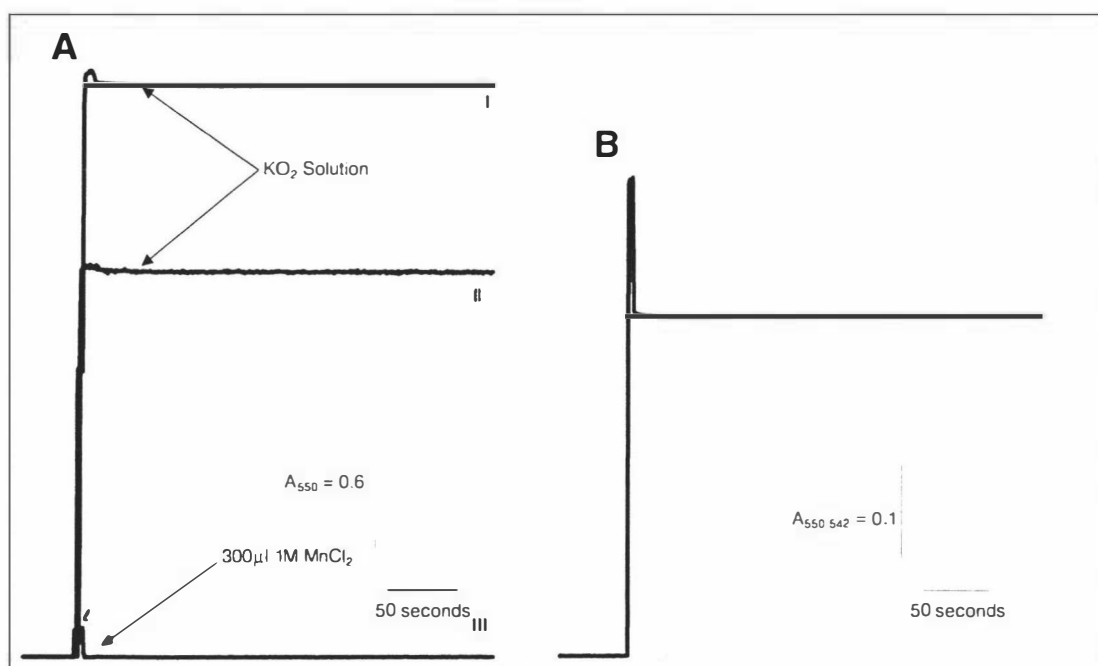 A
I
KO₂ Solution
B
II
A₅₅₀ = 0.6
A₅₅₀ ₅₄₂ = 0.1
300μl 1M MnCl₂
50 seconds
50 seconds
III